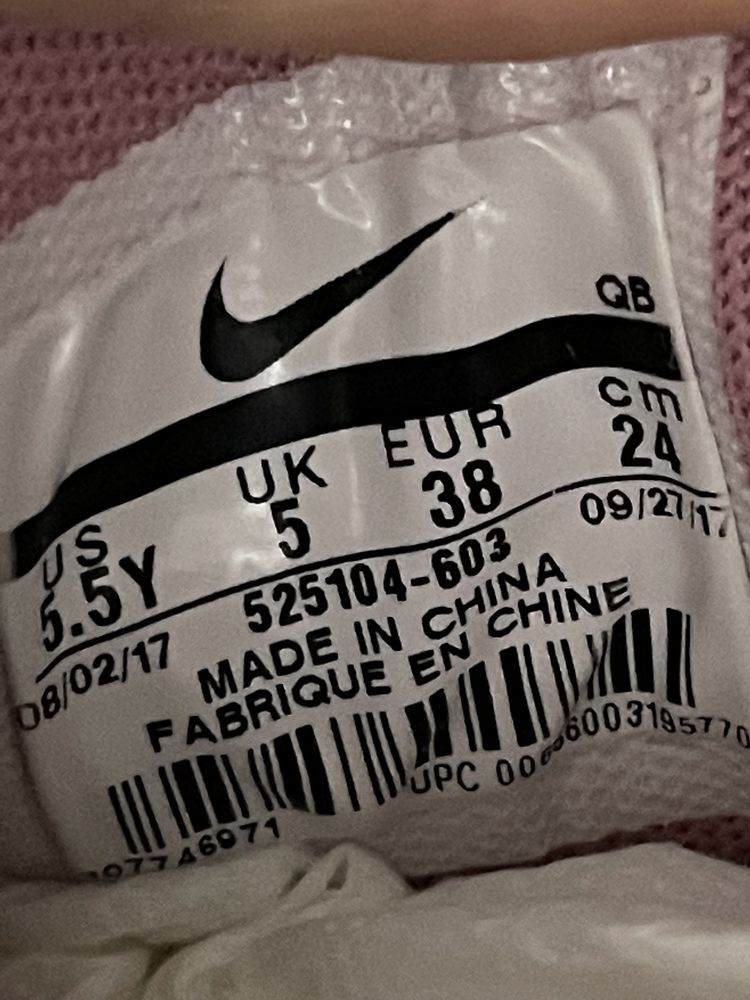 QB
US UK EUR cm
5.5Y 5 38 24
08/02/17 525104-603 09/27/17
MADE IN CHINA
FABRIQUE EN CHINE
UPC